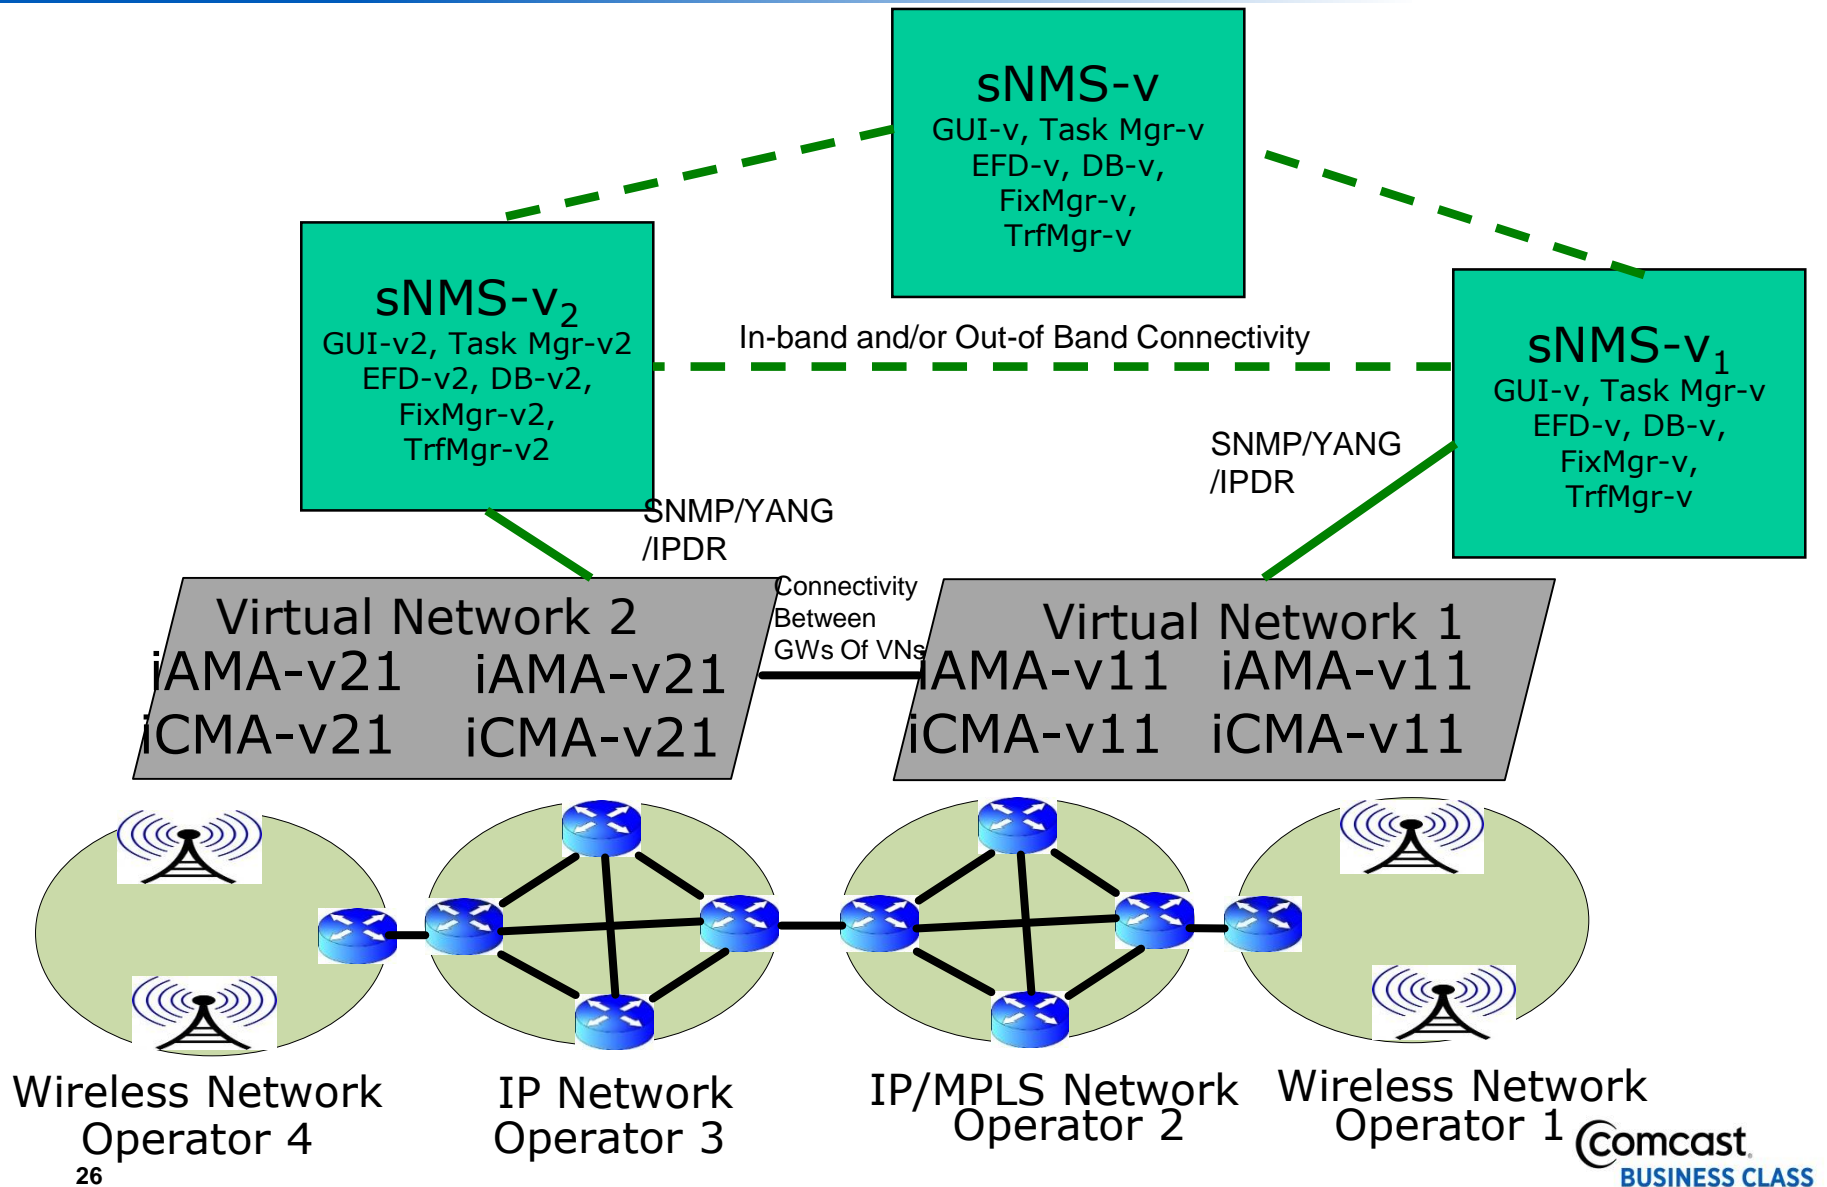 sNMS-v
GUI-v, Task Mgr-v
EFD-v, DB-v,
FixMgr-v,
TrfMgr-v
sNMS-v2
GUI-v2, Task Mgr-v2
EFD-v2, DB-v2,
FixMgr-v2,
TrfMgr-v2
In-band and/or Out-of Band Connectivity
sNMS-v1
GUI-v, Task Mgr-v
EFD-v, DB-v,
FixMgr-v,
TrfMgr-v
SNMP/YANG
/IPDR
SNMP/YANG
/IPDR
Virtual Network 2
iAMA-v21 iAMA-v21
iCMA-v21 iCMA-v21
Connectivity
Between
GWs Of VNs
Virtual Network 1
iAMA-v11 iAMA-v11
iCMA-v11 iCMA-v11
Wireless Network
Operator 4
IP Network
Operator 3
IP/MPLS Network
Operator 2
Wireless Network
Operator 1
26
Comcast.
BUSINESS CLASS